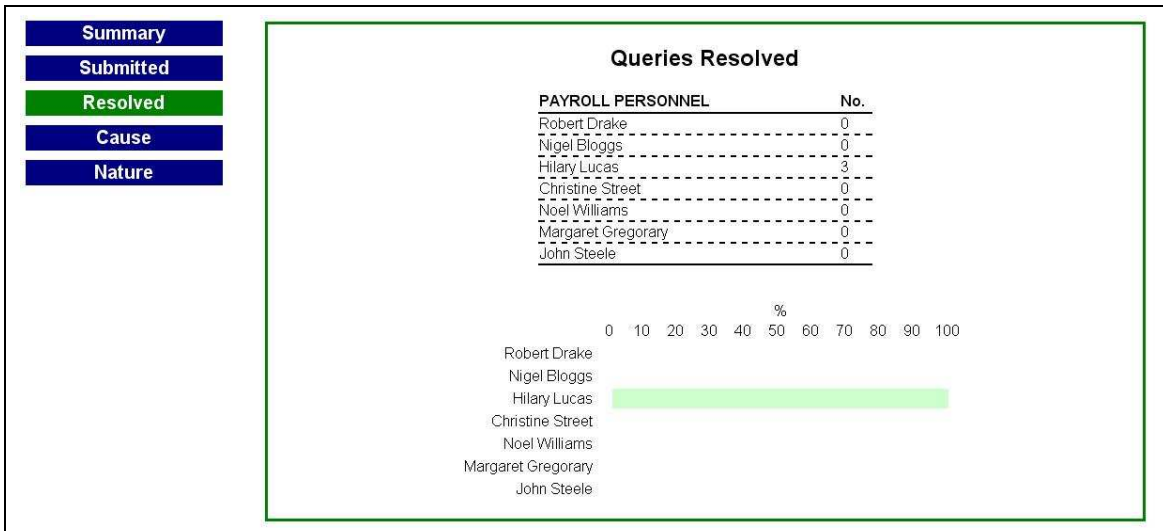 Summary
Submitted
Resolved
Cause
Nature
Queries Resolved
PAYROLL PERSONNEL No.
Robert Drake 0
Nigel Bloggs 0
Hilary Lucas 3
Christine Street 0
Noel Williams 0
Margaret Gregorary 0
John Steele 0
%
0 10 20 30 40 50 60 70 80 90 100
Robert Drake
Nigel Bloggs
Hilary Lucas
Christine Street
Noel Williams
Margaret Gregorary
John Steele